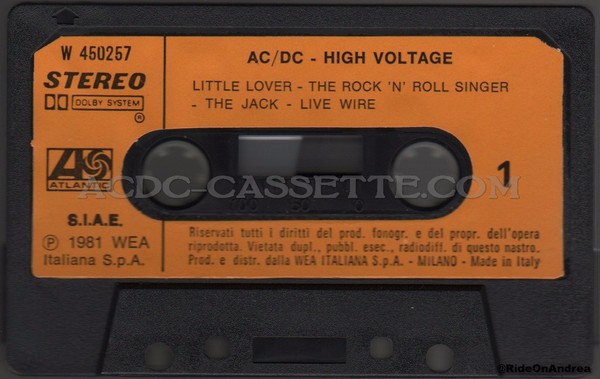 W 450257
AC/DC - HIGH VOLTAGE
STEREO
DOLBY SYSTEM
®
LITTLE LOVER - THE ROCK 'N' ROLL SINGER
- THE JACK - LIVE WIRE
ATLANTIC
ACDC-CASSETTE.COM
1
S.I.A.E.
Ⓟ 1981 WEA
Italiana S.p.A.
Riservati tutti i diritti del prod. fonogr. e del propr. dell'opera
riprodotta. Vietata dupl., pubbl. esec., radiodiff. di questo nastro.
Prod. e distr. dalla WEA ITALIANA S.p.A. - MILANO - Made in Italy
©RideOnAndrea